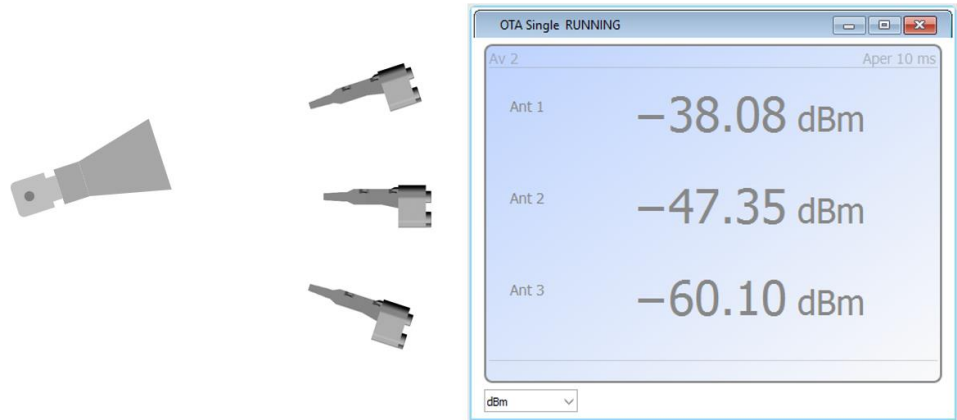 OTA Single RUNNING
Av 2 Aper 10 ms
Ant 1 −38.08 dBm
Ant 2 −47.35 dBm
Ant 3 −60.10 dBm
dBm